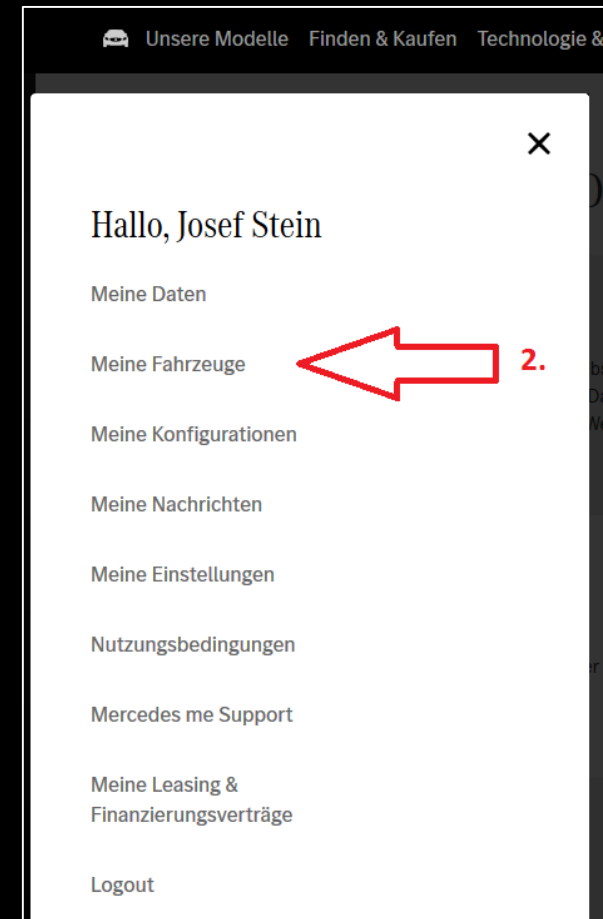 Unsere Modelle Finden & Kaufen Technologie &
Hallo, Josef Stein
Meine Daten
Meine Fahrzeuge
2.
Meine Konfigurationen
Meine Nachrichten
Meine Einstellungen
Nutzungsbedingungen
Mercedes me Support
Meine Leasing &
Finanzierungsverträge
Logout